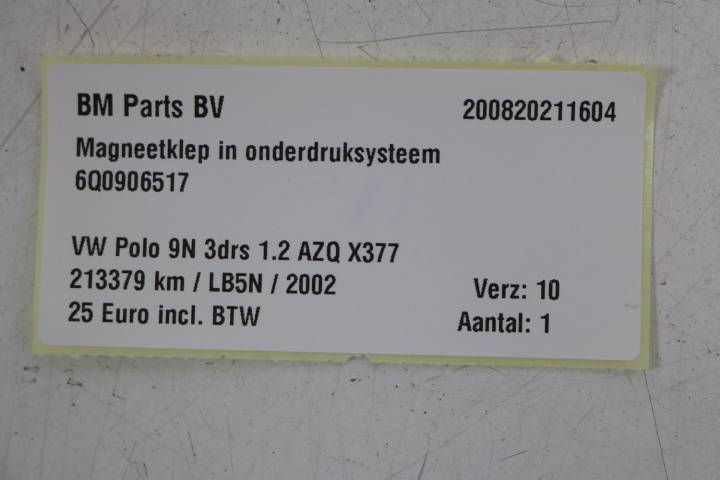 BM Parts BV 200820211604
Magneetklep in onderdruksysteem
6Q0906517
VW Polo 9N 3drs 1.2 AZQ X377
213379 km / LB5N / 2002 Verz: 10
25 Euro incl. BTW Aantal: 1